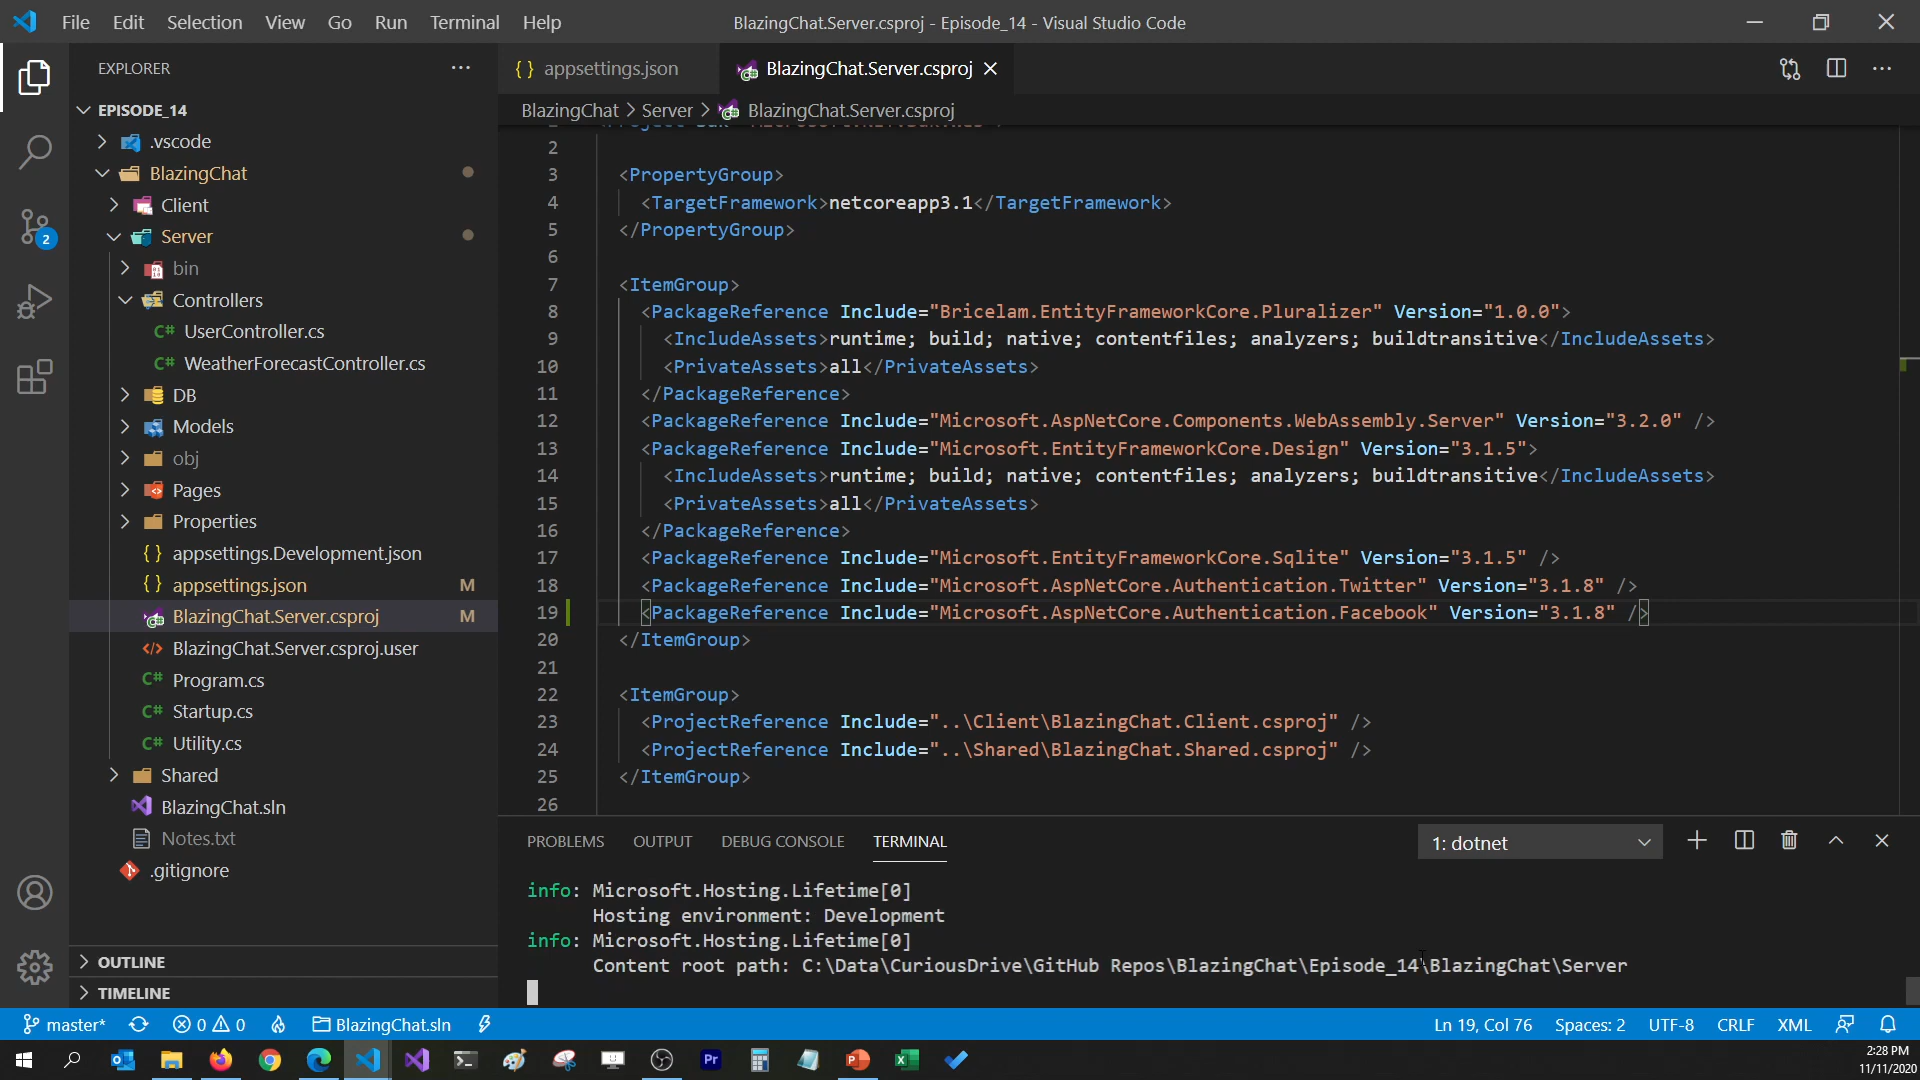 File Edit Selection View Go Run Terminal Help
BlazingChat.Server.csproj - Episode_14 - Visual Studio Code
EXPLORER
EPISODE_14
.vscode
BlazingChat
Client
Server
bin
Controllers
C# UserController.cs
C# WeatherForecastController.cs
DB
Models
obj
Pages
Properties
{ } appsettings.Development.json
{ } appsettings.json M
BlazingChat.Server.csproj M
BlazingChat.Server.csproj.user
C# Program.cs
C# Startup.cs
C# Utility.cs
Shared
BlazingChat.sln
Notes.txt
.gitignore
OUTLINE
TIMELINE
2
{ } appsettings.json
BlazingChat.Server.csproj
BlazingChat > Server > BlazingChat.Server.csproj
2
3 <PropertyGroup>
4 <TargetFramework>netcoreapp3.1</TargetFramework>
5 </PropertyGroup>
6
7 <ItemGroup>
8 <PackageReference Include="Bricelam.EntityFrameworkCore.Pluralizer" Version="1.0.0">
9 <IncludeAssets>runtime; build; native; contentfiles; analyzers; buildtransitive</IncludeAssets>
10 <PrivateAssets>all</PrivateAssets>
11 </PackageReference>
12 <PackageReference Include="Microsoft.AspNetCore.Components.WebAssembly.Server" Version="3.2.0" />
13 <PackageReference Include="Microsoft.EntityFrameworkCore.Design" Version="3.1.5">
14 <IncludeAssets>runtime; build; native; contentfiles; analyzers; buildtransitive</IncludeAssets>
15 <PrivateAssets>all</PrivateAssets>
16 </PackageReference>
17 <PackageReference Include="Microsoft.EntityFrameworkCore.Sqlite" Version="3.1.5" />
18 <PackageReference Include="Microsoft.AspNetCore.Authentication.Twitter" Version="3.1.8" />
19 <PackageReference Include="Microsoft.AspNetCore.Authentication.Facebook" Version="3.1.8" />
20 </ItemGroup>
21
22 <ItemGroup>
23 <ProjectReference Include="..\Client\BlazingChat.Client.csproj" />
24 <ProjectReference Include="..\Shared\BlazingChat.Shared.csproj" />
25 </ItemGroup>
26
PROBLEMS OUTPUT DEBUG CONSOLE TERMINAL 1: dotnet
info: Microsoft.Hosting.Lifetime[0]
Hosting environment: Development
info: Microsoft.Hosting.Lifetime[0]
Content root path: C:\Data\CuriousDrive\GitHub Repos\BlazingChat\Episode_14\BlazingChat\Server
master* 0 0 BlazingChat.sln Ln 19, Col 76 Spaces: 2 UTF-8 CRLF XML
Pr
2:28 PM
11/11/2020